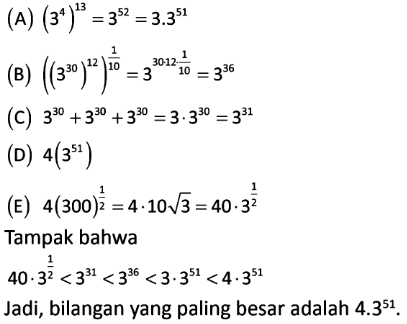 (A) (3⁴)¹³ = 3⁵² = 3.3⁵¹
(B) ((3³⁰)¹²)^(1/10) = 3^(30·12·1/10) = 3³⁶
(C) 3³⁰ + 3³⁰ + 3³⁰ = 3·3³⁰ = 3³¹
(D) 4(3⁵¹)
(E) 4(300)^(1/2) = 4·10√3 = 40·3^(1/2)
Tampak bahwa
40·3^(1/2) < 3³¹ < 3³⁶ < 3·3⁵¹ < 4·3⁵¹
Jadi, bilangan yang paling besar adalah 4.3⁵¹.